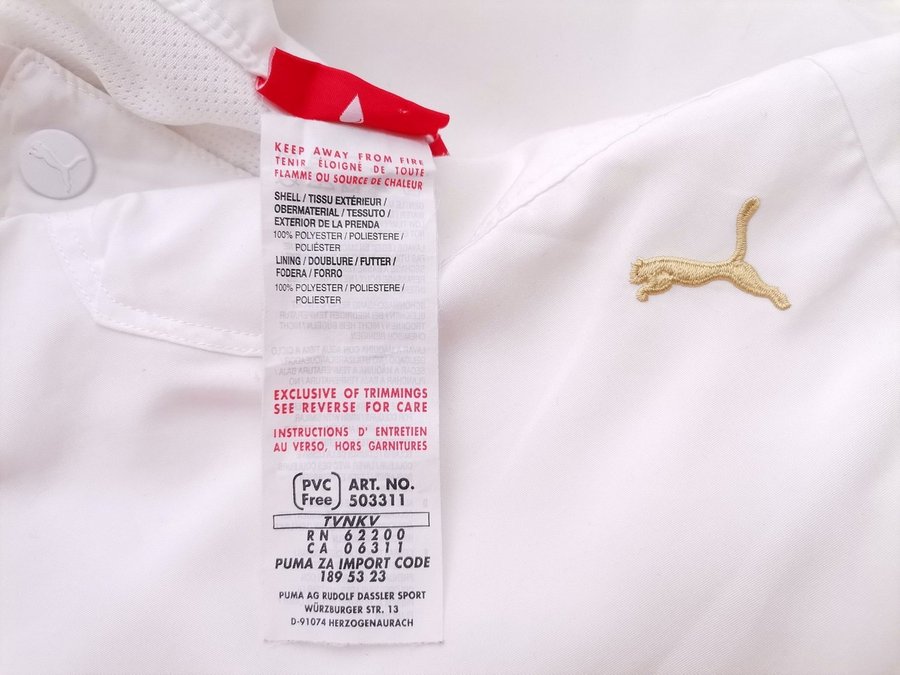 KEEP AWAY FROM FIRE
TENIR ÉLOIGNÉ DE TOUTE
FLAMME OU SOURCE DE CHALEUR
SHELL / TISSU EXTÉRIEUR /
OBERMATERIAL / TESSUTO /
EXTERIOR DE LA PRENDA
100% POLYESTER / POLIESTERE /
POLIÉSTER
LINING / DOUBLURE / FUTTER /
FODERA / FORRO
100% POLYESTER / POLIESTERE /
POLIESTER
EXCLUSIVE OF TRIMMINGS
SEE REVERSE FOR CARE
INSTRUCTIONS D' ENTRETIEN
AU VERSO, HORS GARNITURES
PVC Free ART. NO. 503311
TVNKV
RN 62200
CA 06311
PUMA ZA IMPORT CODE
189 53 23
PUMA AG RUDOLF DASSLER SPORT
WÜRZBURGER STR. 13
D-91074 HERZOGENAURACH